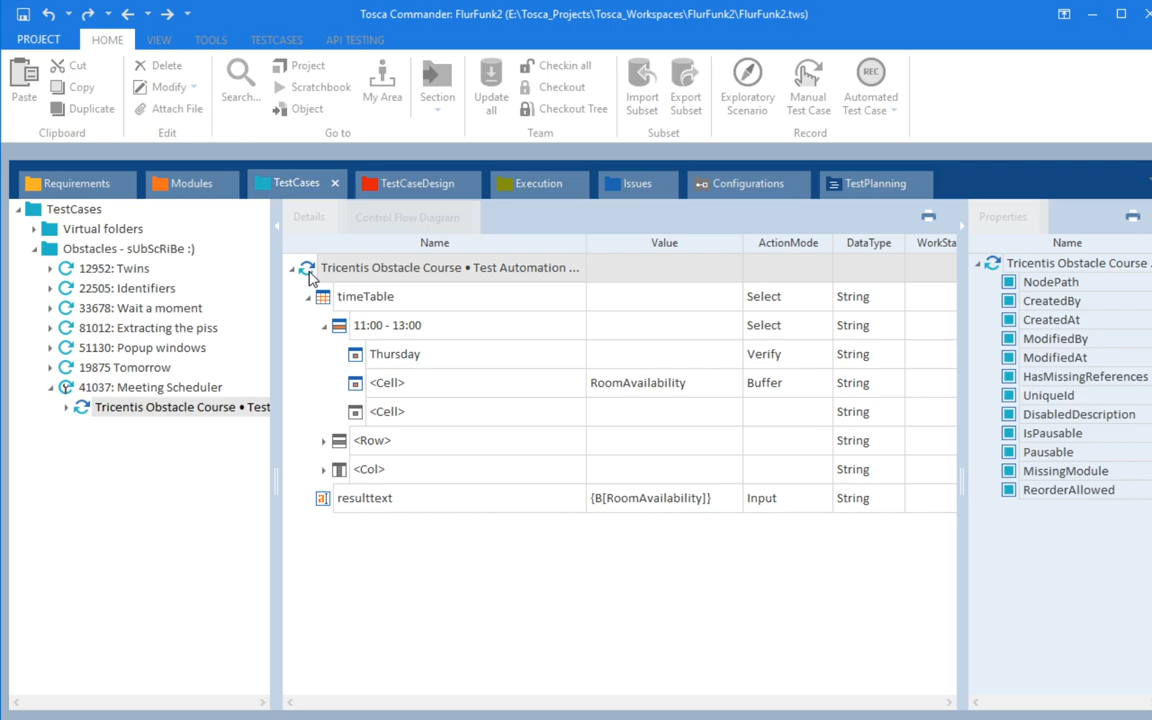 Tosca Commander: FlurFunk2 (E:\Tosca_Projects\Tosca_Workspaces\FlurFunk2\FlurFunk2.tws)
PROJECT HOME VIEW TOOLS TESTCASES API TESTING
Paste
Cut
Copy
Duplicate
Clipboard
Delete
Modify
Attach File
Edit
Search...
Project
Scratchbook
Object
My Area
Section
Go to
Update all
Checkin all
Checkout
Checkout Tree
Team
Import Subset
Export Subset
Subset
Exploratory Scenario
Manual Test Case
REC
Automated Test Case
Record
Requirements Modules TestCases TestCaseDesign Execution Issues Configurations TestPlanning
TestCases
Virtual folders
Obstacles - sUbScRiBe :)
12952: Twins
22505: Identifiers
33678: Wait a moment
81012: Extracting the piss
51130: Popup windows
19875 Tomorrow
41037: Meeting Scheduler
Tricentis Obstacle Course • Test
Details Control Flow Diagram
Name Value ActionMode DataType WorkSta
Tricentis Obstacle Course • Test Automation ...
timeTable Select String
11:00 - 13:00 Select String
Thursday Verify String
<Cell> RoomAvailability Buffer String
<Cell> String
<Row> String
<Col> String
resulttext {B[RoomAvailability]} Input String
Properties
Name
Tricentis Obstacle Course .
NodePath
CreatedBy
CreatedAt
ModifiedBy
ModifiedAt
HasMissingReferences
UniqueId
DisabledDescription
IsPausable
Pausable
MissingModule
ReorderAllowed